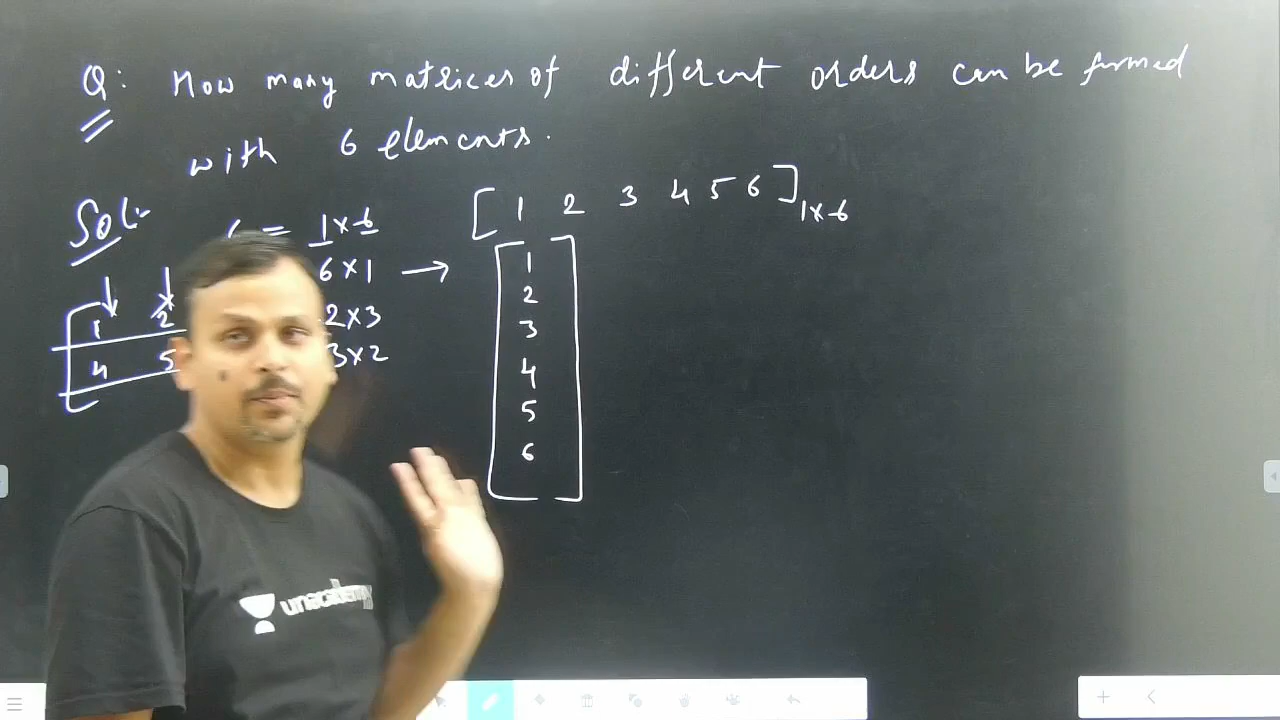 Q: How many matrices of different orders can be formed
with 6 elements.
Sol:-
6 = 1×6
[ 1 2 3 4 5 6 ] 1×6
6×1 →
2×3
3×2
1 2
4 5
1
2
3
4
5
6
unacademy